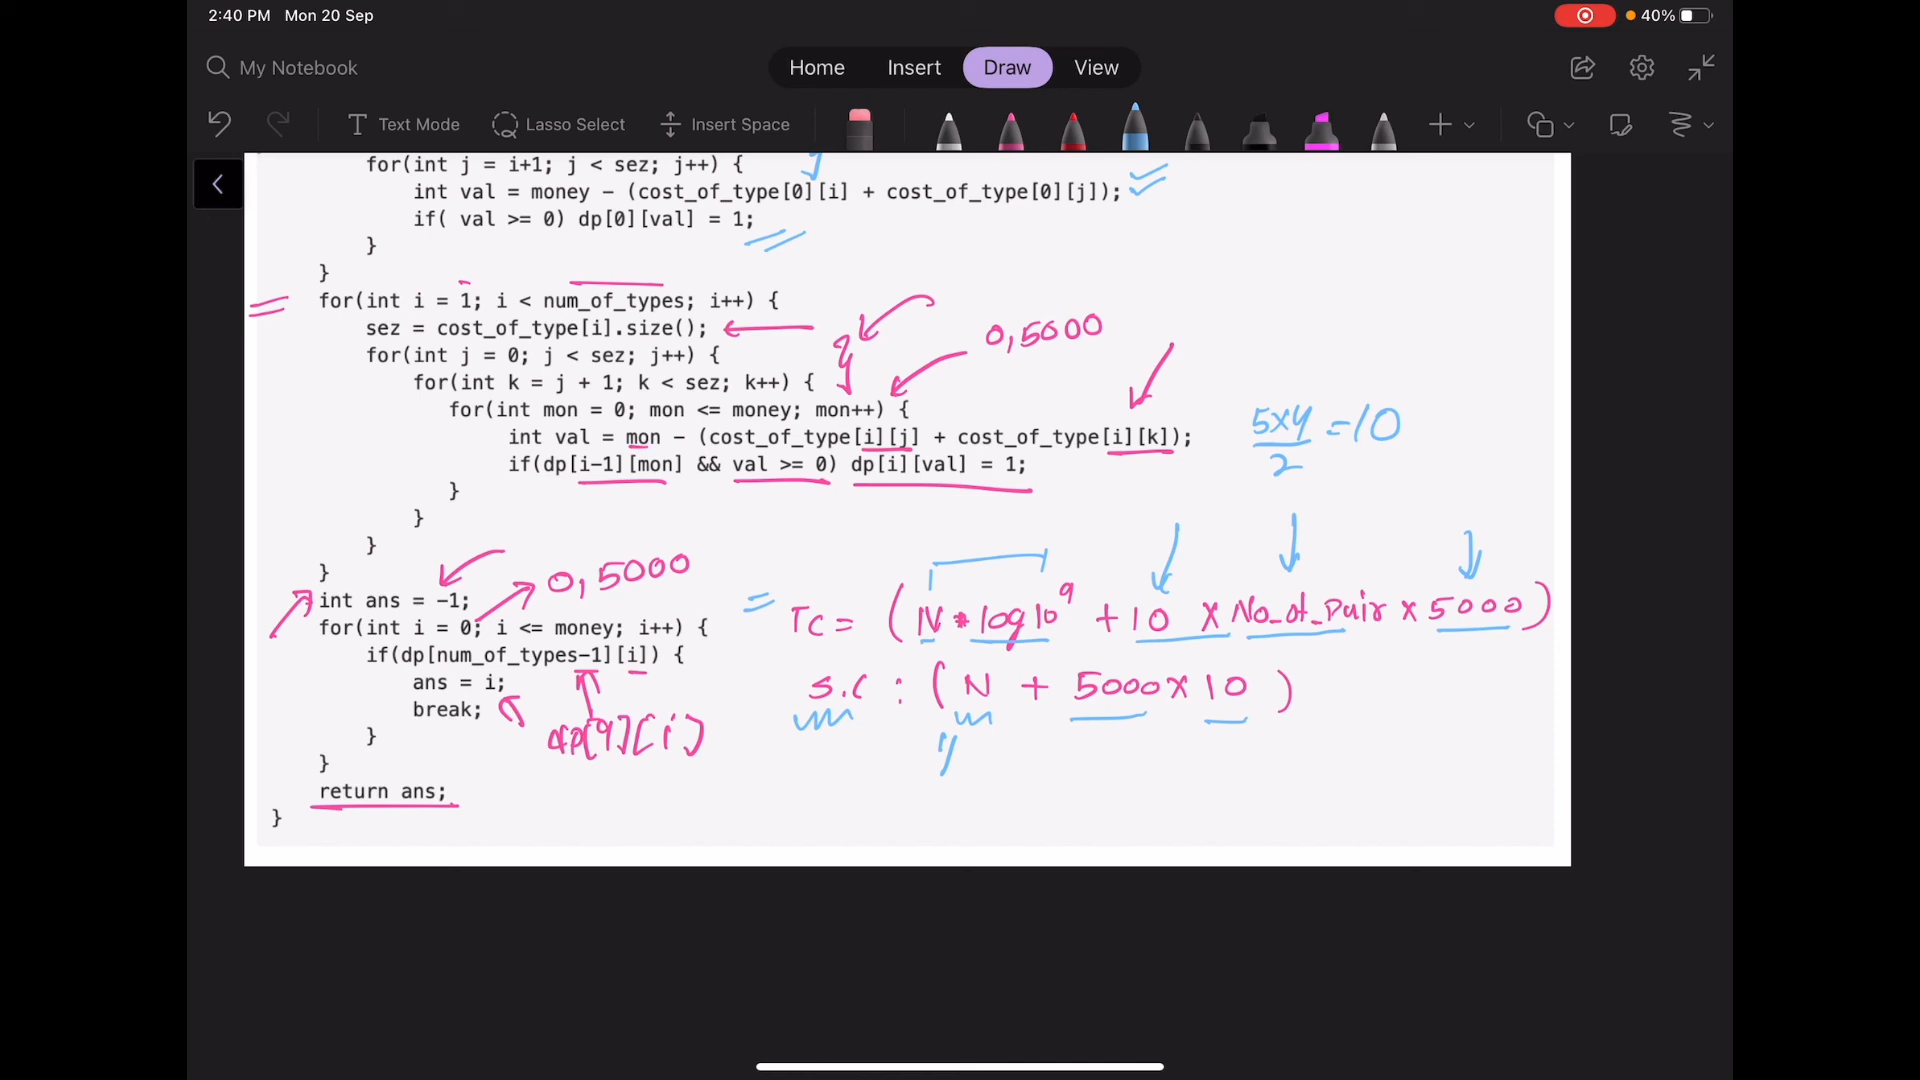 2:40 PM Mon 20 Sep
40%
My Notebook
Home Insert Draw View
Text Mode Lasso Select Insert Space
for(int j = i+1; j < sez; j++) {
int val = money - (cost_of_type[0][i] + cost_of_type[0][j]);
if( val >= 0) dp[0][val] = 1;
}
}
for(int i = 1; i < num_of_types; i++) {
sez = cost_of_type[i].size();
0,5000
for(int j = 0; j < sez; j++) {
for(int k = j + 1; k < sez; k++) {
for(int mon = 0; mon <= money; mon++) {
int val = mon - (cost_of_type[i][j] + cost_of_type[i][k]);
5x4/2 = 10
if(dp[i-1][mon] && val >= 0) dp[i][val] = 1;
}
}
}
}
0, 5000
int ans = -1;
TC = (N * log10^9 + 10 x No_of_pair x 5000)
for(int i = 0; i <= money; i++) {
if(dp[num_of_types-1][i]) {
ans = i;
S.C : (N + 5000 x 10)
break;
dp[9][i]
}
}
return ans;
}